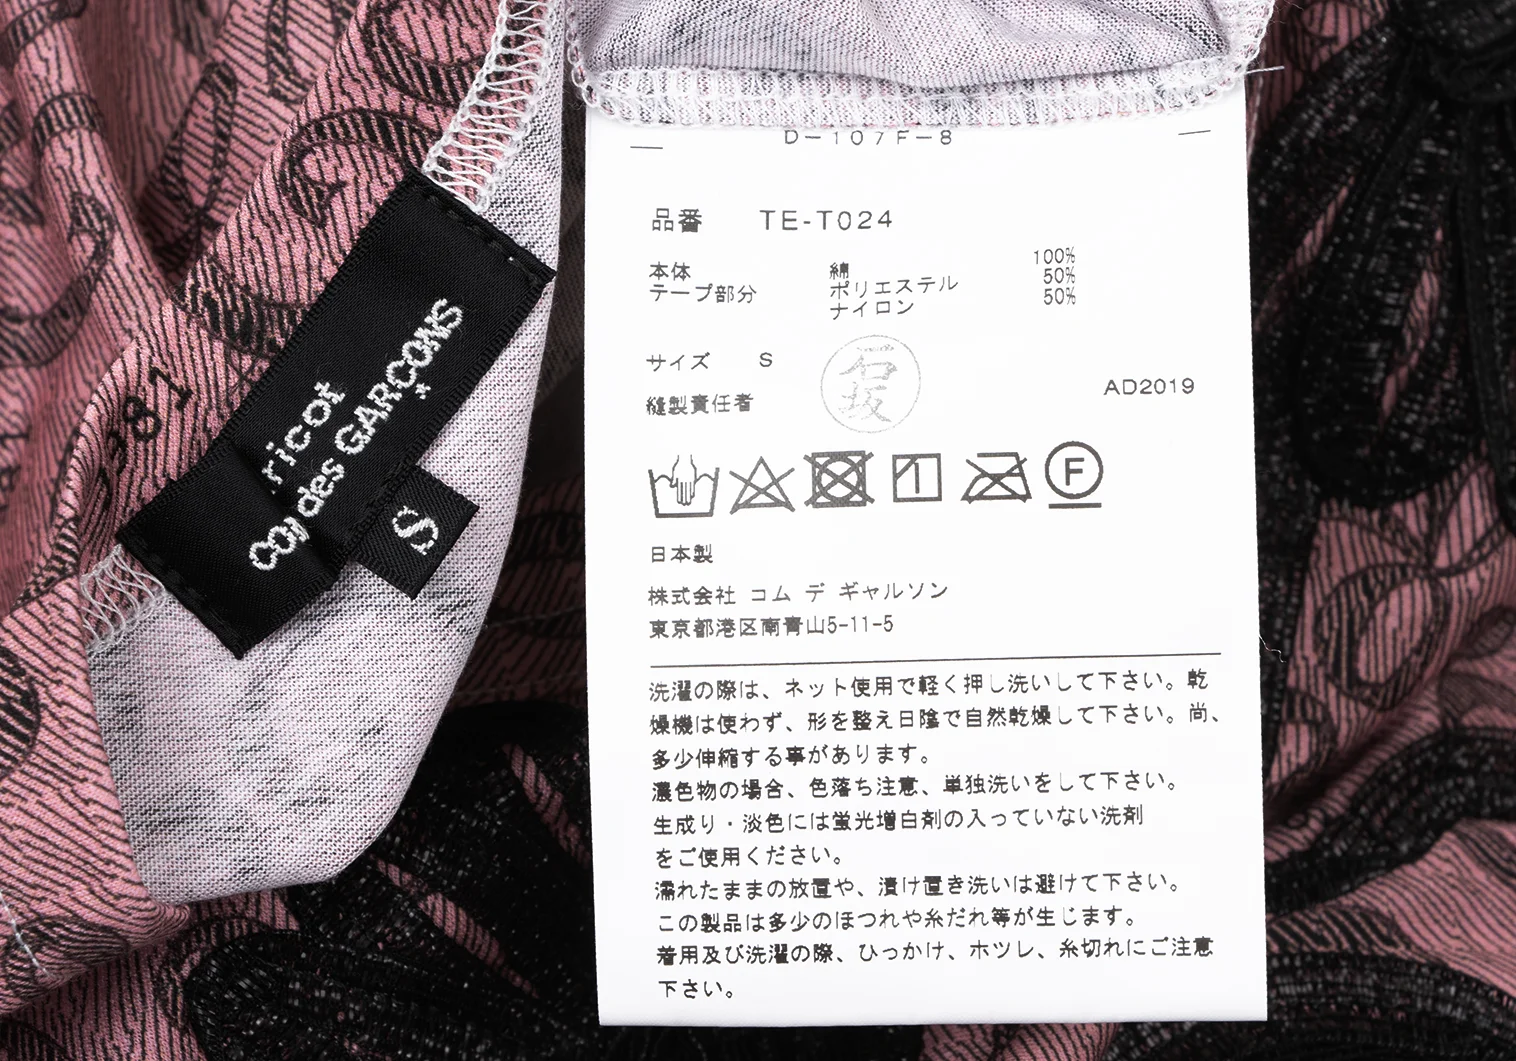 381
ricot
COM des GARÇONS
S
D-107F-8
品番 TE-T024
本体 綿 100%
テープ部分 ポリエステル 50%
ナイロン 50%
サイズ S
石坂
縫製責任者
AD2019
F
日本製
株式会社 コム デ ギャルソン
東京都港区南青山5-11-5
洗濯の際は、ネット使用で軽く押し洗いして下さい。乾
燥機は使わず、形を整え日陰で自然乾燥して下さい。尚、
多少伸縮する事があります。
濃色物の場合、色落ち注意、単独洗いをして下さい。
生成り・淡色には蛍光増白剤の入っていない洗剤
をご使用ください。
濡れたままの放置や、漬け置き洗いは避けて下さい。
この製品は多少のほつれや糸だれ等が生じます。
着用及び洗濯の際、ひっかけ、ホツレ、糸切れにご注意
下さい。